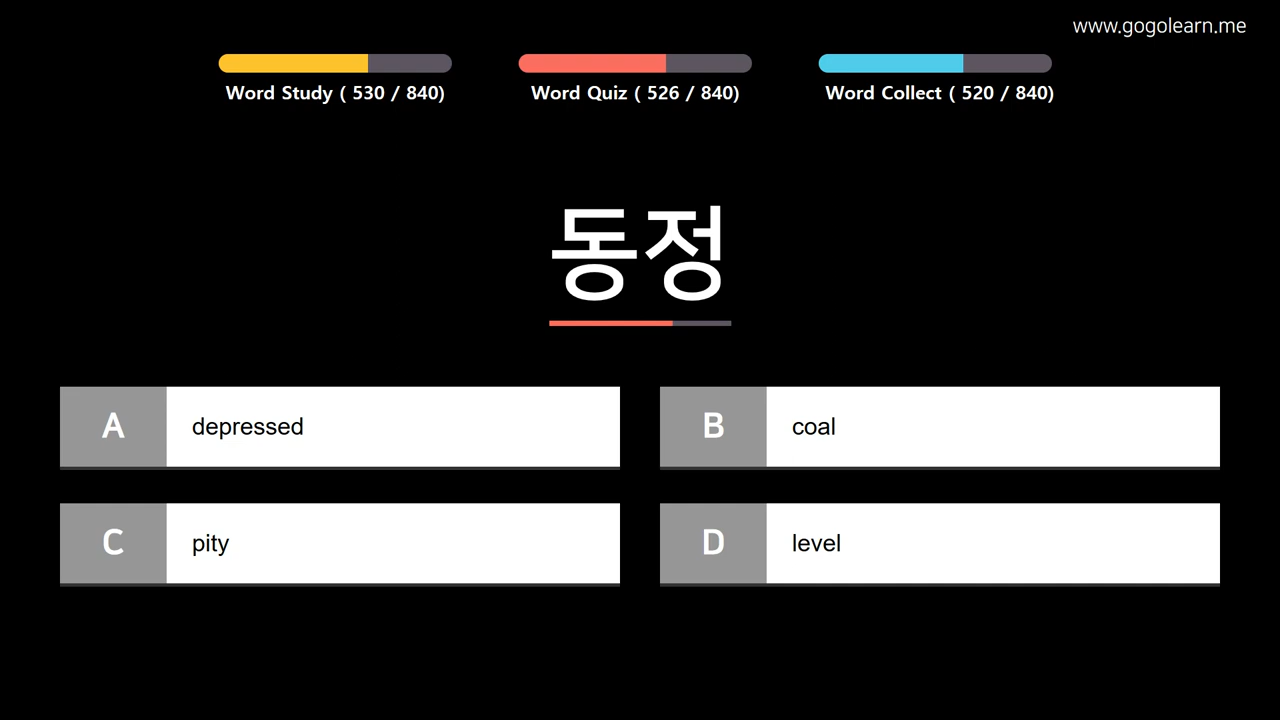 www.gogolearn.me
Word Study ( 530 / 840)
Word Quiz ( 526 / 840)
Word Collect ( 520 / 840)
동정
A depressed
B coal
C pity
D level